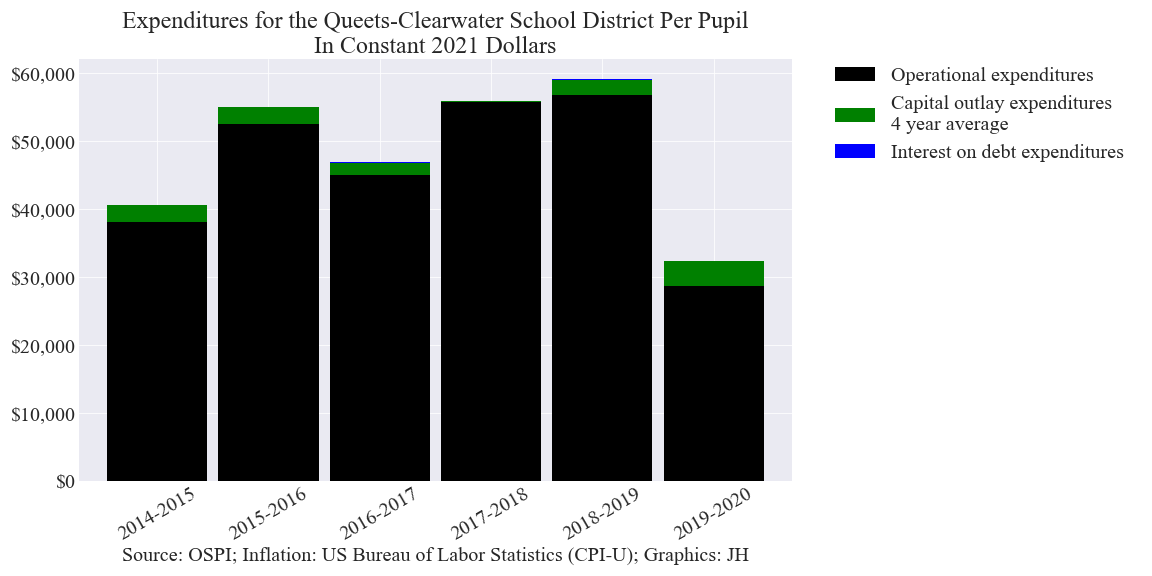 Expenditures for the Queets-Clearwater School District Per Pupil
In Constant 2021 Dollars
$60,000
$50,000
$40,000
$30,000
$20,000
$10,000
$0
2014-2015
2015-2016
2016-2017
2017-2018
2018-2019
2019-2020
Source: OSPI; Inflation: US Bureau of Labor Statistics (CPI-U); Graphics: JH
Operational expenditures
Capital outlay expenditures
4 year average
Interest on debt expenditures